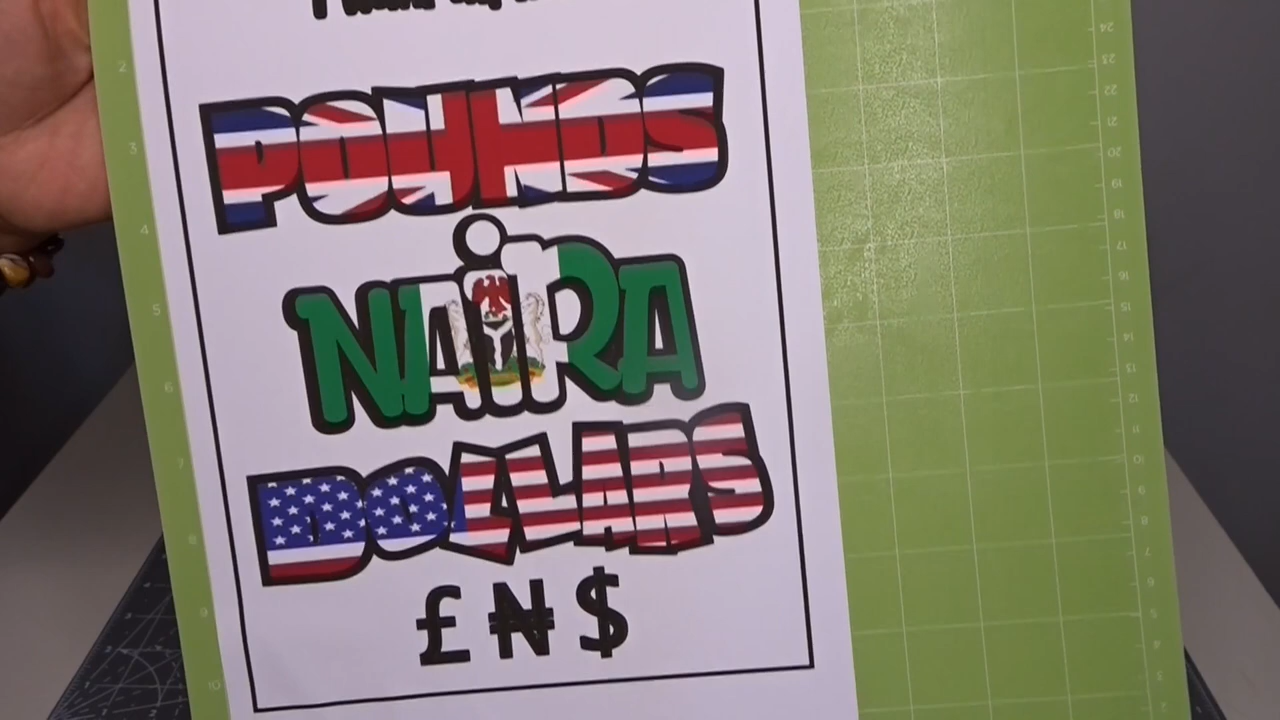 POUNDS
NAiRA
DOLLARS
£ ₦ $